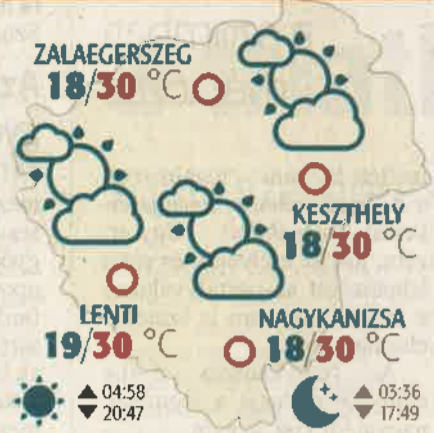 ZALAEGERSZEG
18/30 °C
KESZTHELY
18/30 °C
LENTI
19/30 °C
NAGYKANIZSA
18/30 °C
▲ 04:58
▼ 20:47
▲ 03:36
▼ 17:49